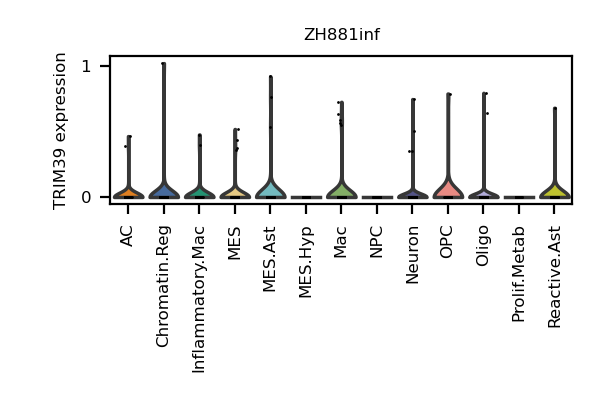 ZH881inf
TRIM39 expression
1
0
AC
Chromatin.Reg
Inflammatory.Mac
MES
MES.Ast
MES.Hyp
Mac
NPC
Neuron
OPC
Oligo
Prolif.Metab
Reactive.Ast